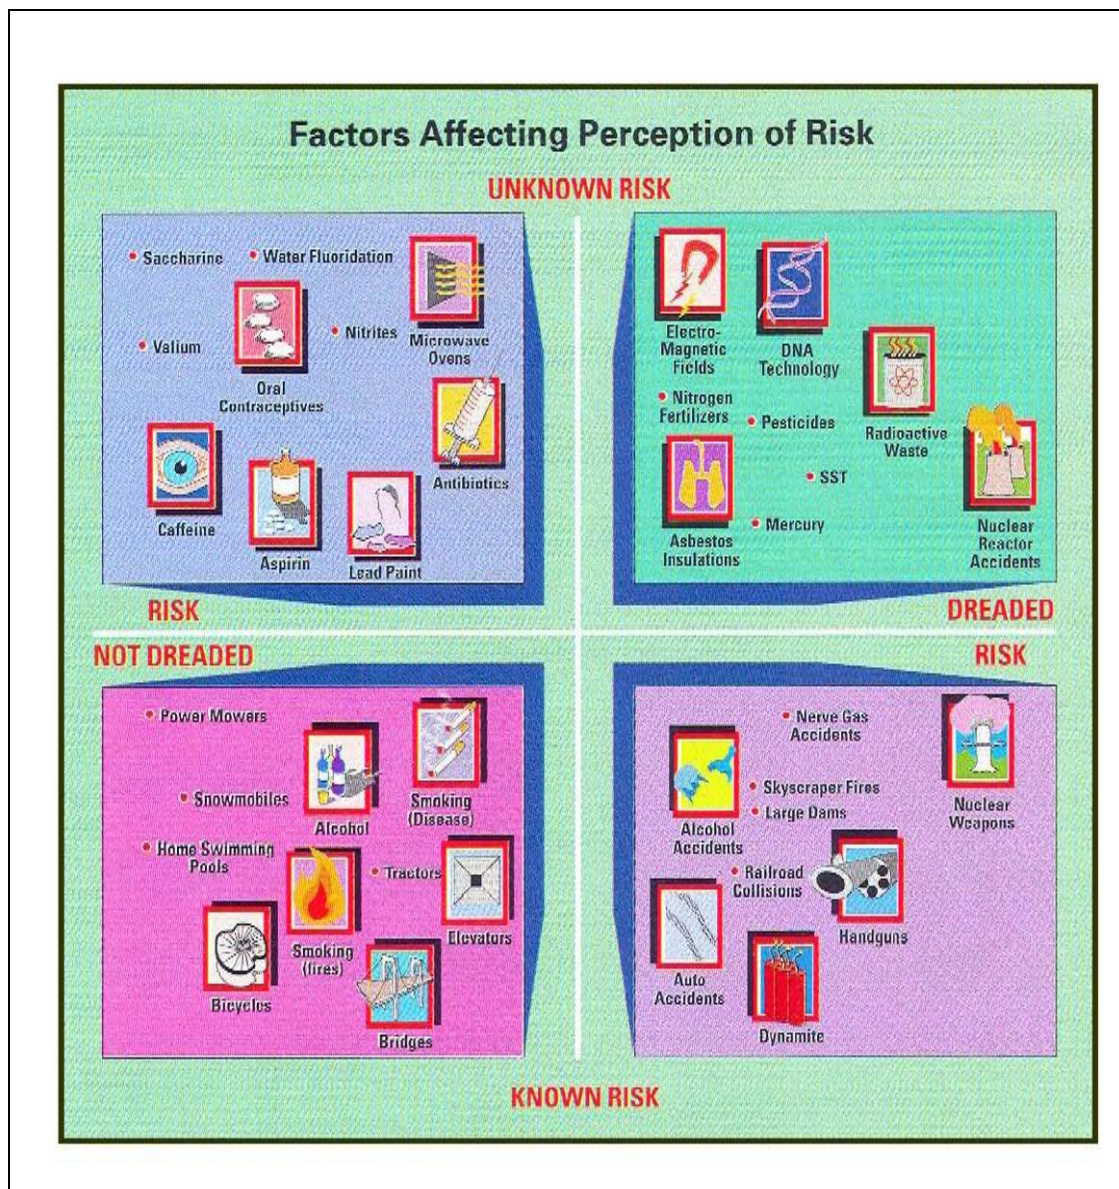 Factors Affecting Perception of Risk
UNKNOWN RISK
• Saccharine
• Water Fluoridation
• Nitrites
Microwave
Ovens
• Valium
Oral
Contraceptives
Antibiotics
Caffeine
Aspirin
Lead Paint
Electro-
Magnetic
Fields
DNA
Technology
• Nitrogen
Fertilizers
• Pesticides
Radioactive
Waste
• SST
Asbestos
Insulations
• Mercury
Nuclear
Reactor
Accidents
RISK
NOT DREADED
DREADED
RISK
• Power Mowers
• Snowmobiles
Alcohol
Smoking
(Disease)
• Home Swimming
Pools
• Tractors
Smoking
(fires)
Elevators
Bicycles
Bridges
• Nerve Gas
Accidents
Nuclear
Weapons
• Skyscraper Fires
• Large Dams
Alcohol
Accidents
• Railroad
Collisions
Handguns
Auto
Accidents
Dynamite
KNOWN RISK